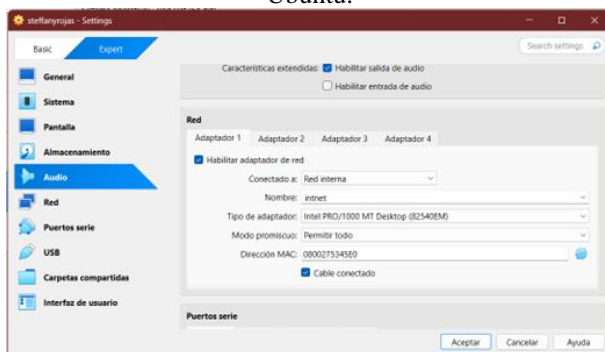 Ubuntu.
steffanyrojas - Settings
Basic Expert Search settings
General
Sistema
Pantalla
Almacenamiento
Audio
Red
Puertos serie
USB
Carpetas compartidas
Interfaz de usuario
Características extendidas: Habilitar salida de audio
Habilitar entrada de audio
Red
Adaptador 1 Adaptador 2 Adaptador 3 Adaptador 4
Habilitar adaptador de red
Conectado a: Red interna
Nombre: intnet
Tipo de adaptador: Intel PRO/1000 MT Desktop (82540EM)
Modo promiscuo: Permitir todo
Dirección MAC: 0800275345E0
Cable conectado
Puertos serie
Aceptar Cancelar Ayuda